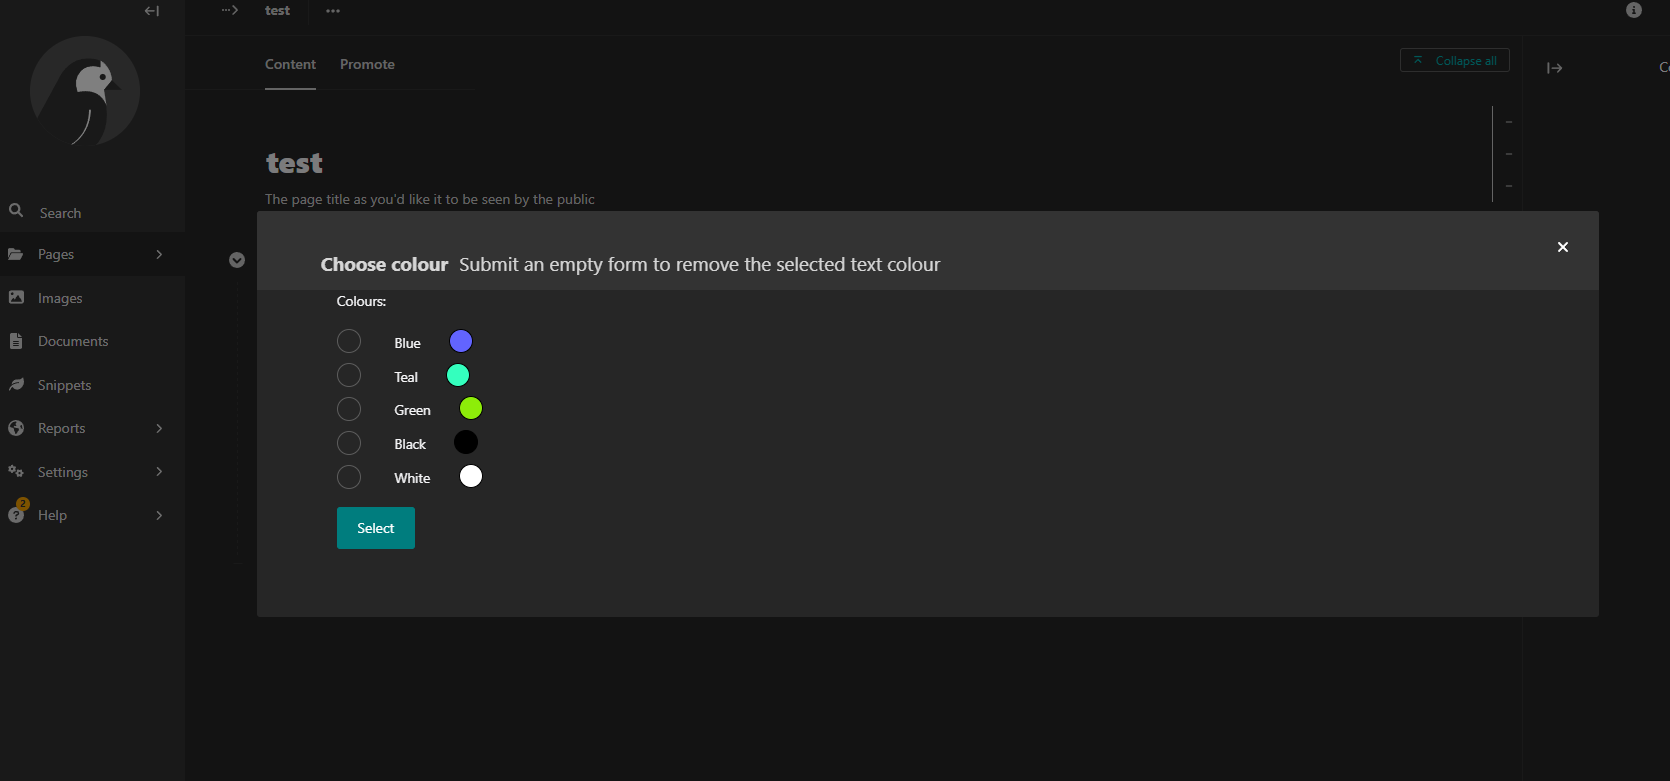 test
Content Promote
Collapse all
test
The page title as you'd like it to be seen by the public
Search
Pages
Images
Documents
Snippets
Reports
Settings
2
Help
Choose colour Submit an empty form to remove the selected text colour
Colours:
Blue
Teal
Green
Black
White
Select